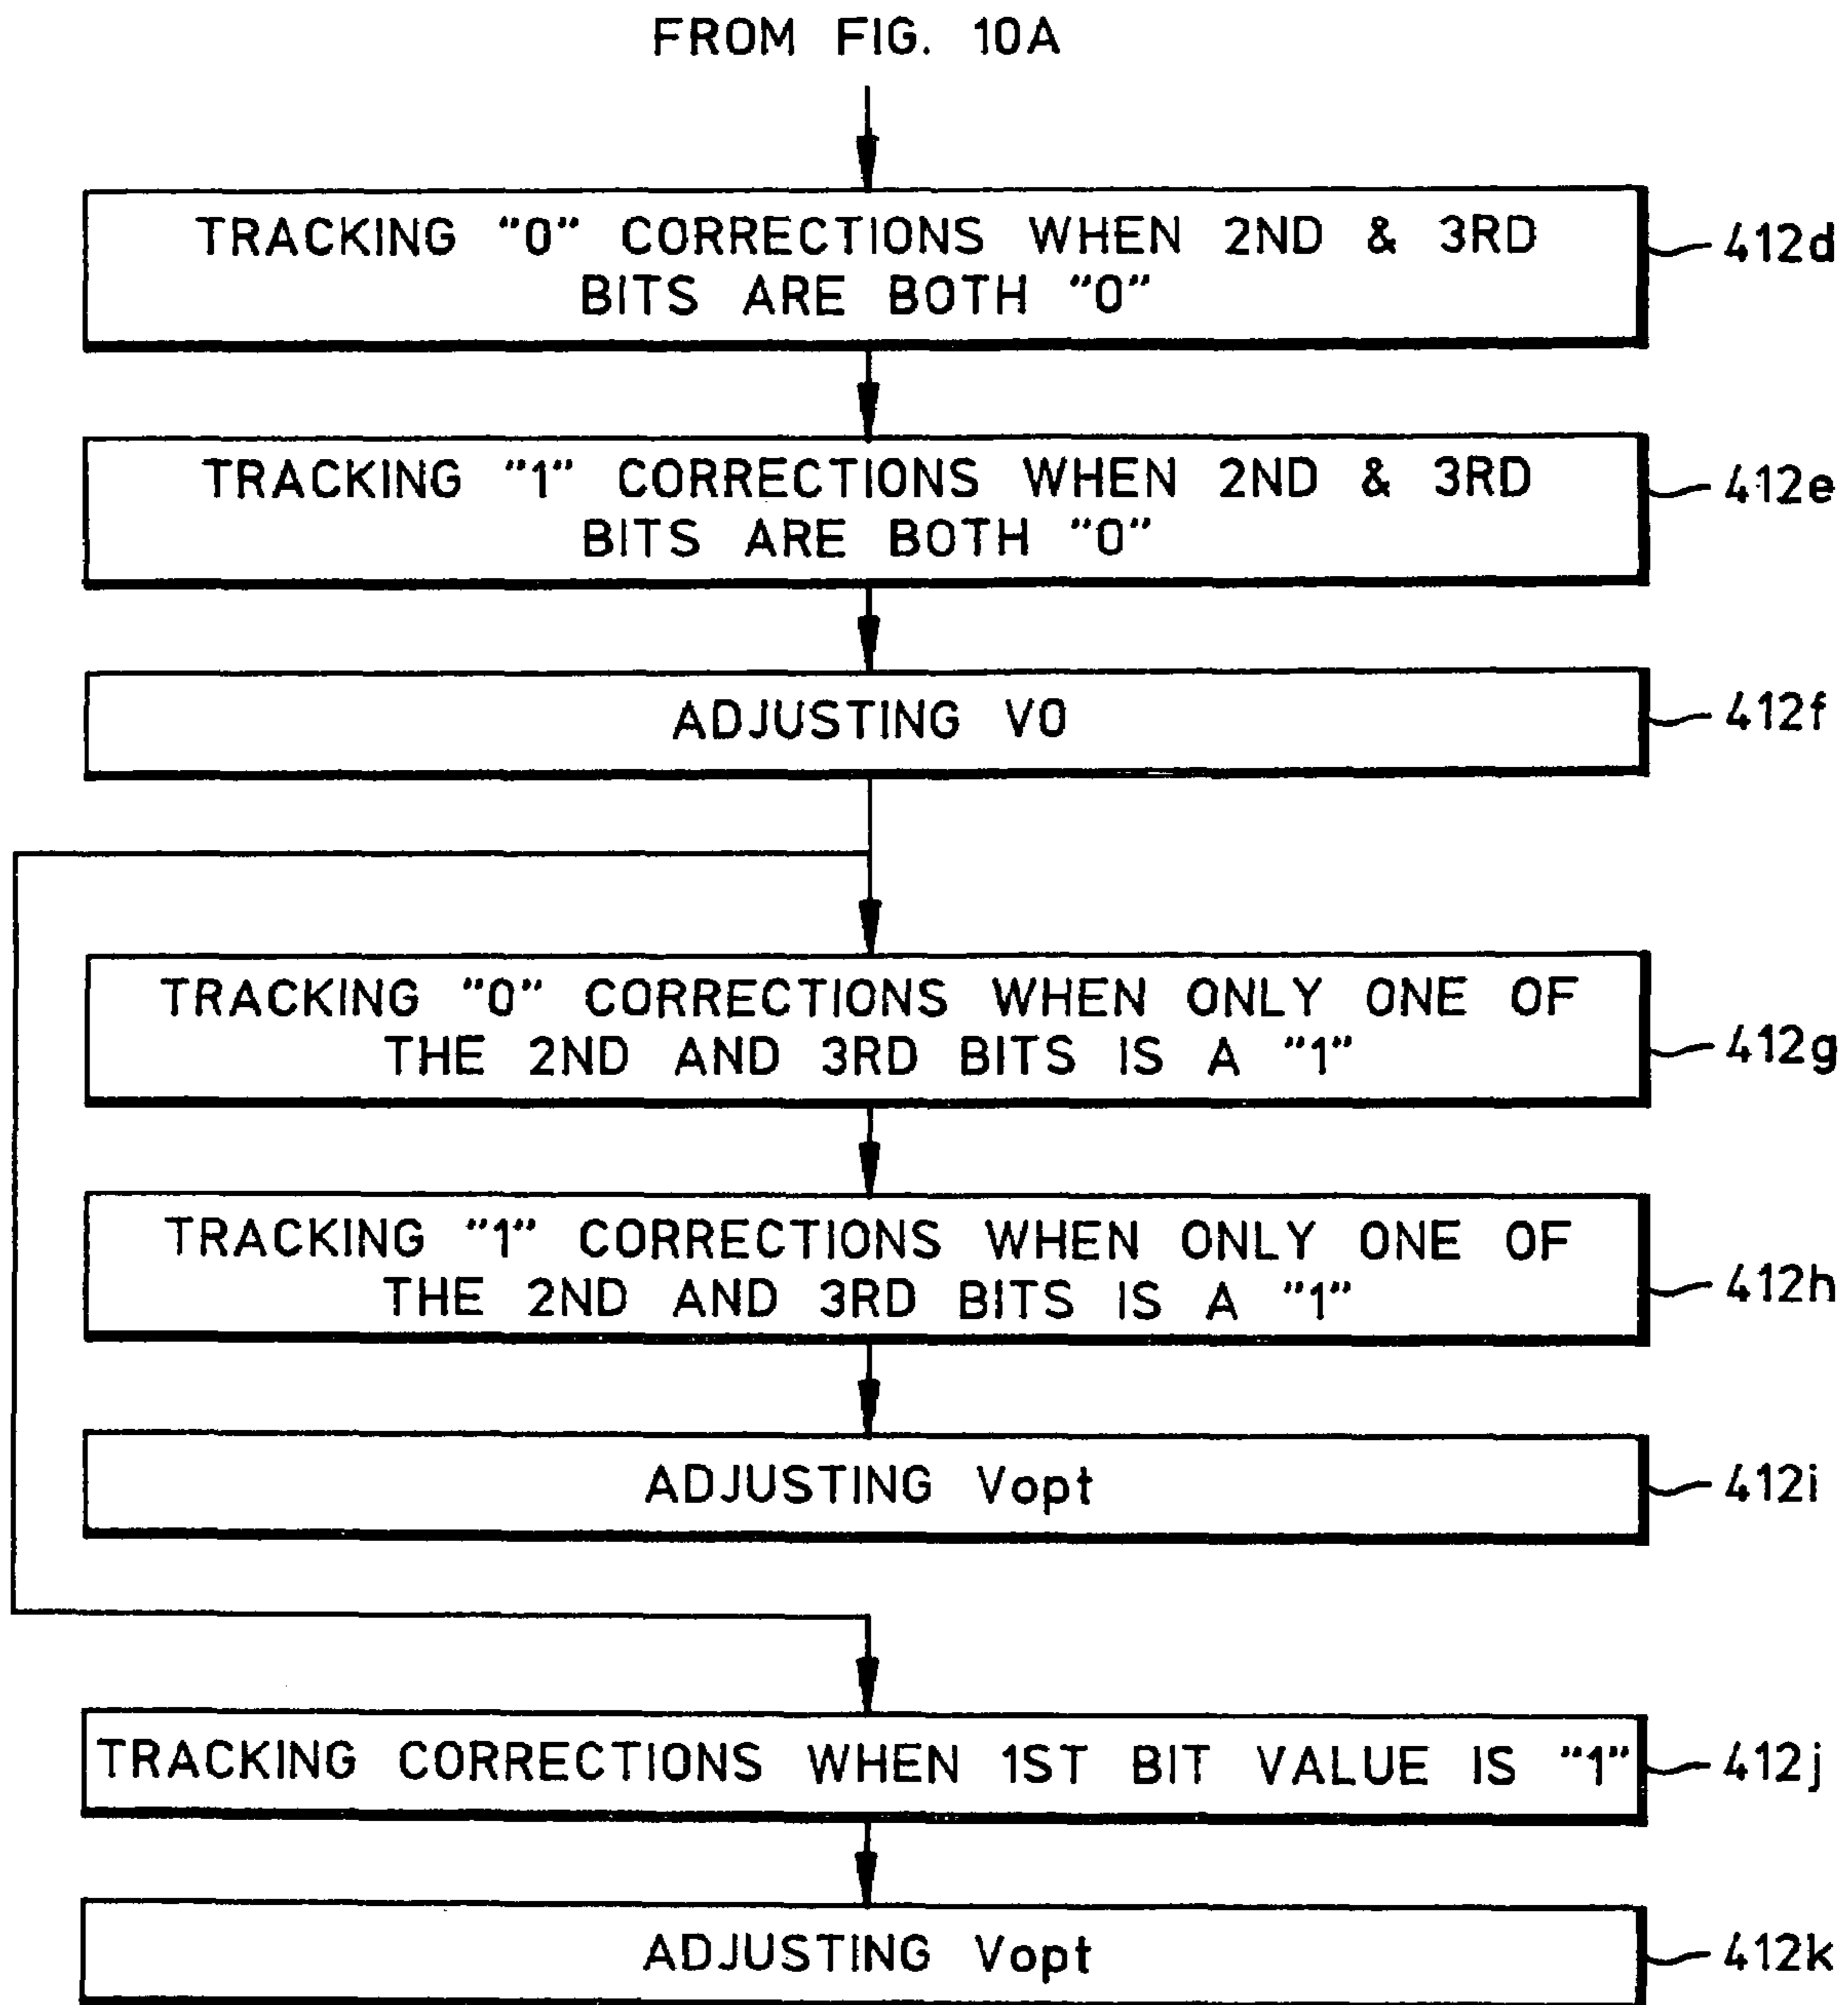 FROM FIG. 10A
TRACKING "0" CORRECTIONS WHEN 2ND & 3RD
BITS ARE BOTH "0"
412d
TRACKING "1" CORRECTIONS WHEN 2ND & 3RD
BITS ARE BOTH "0"
412e
ADJUSTING V0
412f
TRACKING "0" CORRECTIONS WHEN ONLY ONE OF
THE 2ND AND 3RD BITS IS A "1"
412g
TRACKING "1" CORRECTIONS WHEN ONLY ONE OF
THE 2ND AND 3RD BITS IS A "1"
412h
ADJUSTING Vopt
412i
TRACKING CORRECTIONS WHEN 1ST BIT VALUE IS "1"
412j
ADJUSTING Vopt
412k